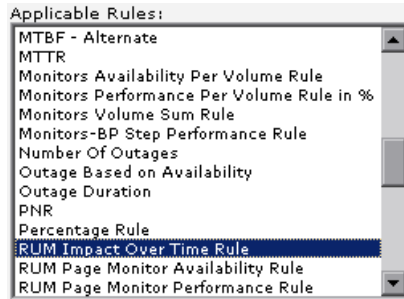 Applicable Rules:
MTBF - Alternate
MTTR
Monitors Availability Per Volume Rule
Monitors Performance Per Volume Rule in %
Monitors Volume Sum Rule
Monitors-BP Step Performance Rule
Number Of Outages
Outage Based on Availability
Outage Duration
PNR
Percentage Rule
RUM Impact Over Time Rule
RUM Page Monitor Availability Rule
RUM Page Monitor Performance Rule